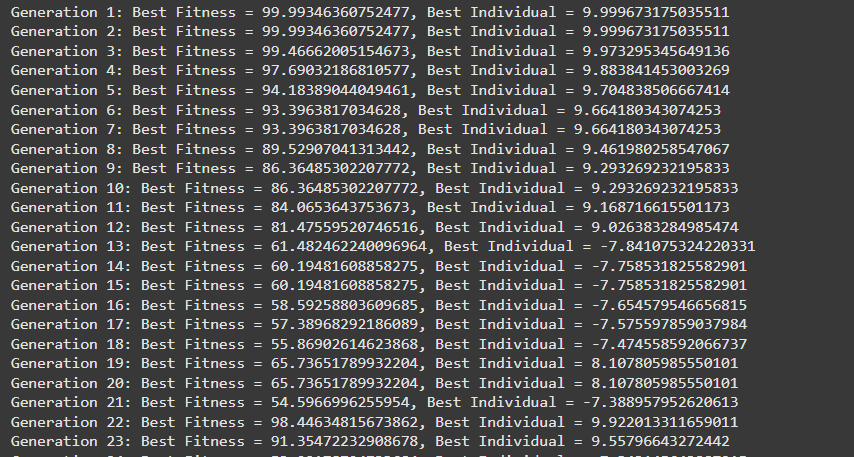 Generation 1: Best Fitness = 99.99346360752477, Best Individual = 9.999673175035511
Generation 2: Best Fitness = 99.99346360752477, Best Individual = 9.999673175035511
Generation 3: Best Fitness = 99.46662005154673, Best Individual = 9.973295345649136
Generation 4: Best Fitness = 97.69032186810577, Best Individual = 9.883841453003269
Generation 5: Best Fitness = 94.18389044049461, Best Individual = 9.704838506667414
Generation 6: Best Fitness = 93.3963817034628, Best Individual = 9.664180343074253
Generation 7: Best Fitness = 93.3963817034628, Best Individual = 9.664180343074253
Generation 8: Best Fitness = 89.52907041313442, Best Individual = 9.461980258547067
Generation 9: Best Fitness = 86.36485302207772, Best Individual = 9.293269232195833
Generation 10: Best Fitness = 86.36485302207772, Best Individual = 9.293269232195833
Generation 11: Best Fitness = 84.0653643753673, Best Individual = 9.168716615501173
Generation 12: Best Fitness = 81.47559520746516, Best Individual = 9.026383284985474
Generation 13: Best Fitness = 61.482462240096964, Best Individual = -7.841075324220331
Generation 14: Best Fitness = 60.19481608858275, Best Individual = -7.758531825582901
Generation 15: Best Fitness = 60.19481608858275, Best Individual = -7.758531825582901
Generation 16: Best Fitness = 58.59258803609685, Best Individual = -7.654579546656815
Generation 17: Best Fitness = 57.38968292186089, Best Individual = -7.575597859037984
Generation 18: Best Fitness = 55.86902614623868, Best Individual = -7.474558592066737
Generation 19: Best Fitness = 65.73651789932204, Best Individual = 8.107805985550101
Generation 20: Best Fitness = 65.73651789932204, Best Individual = 8.107805985550101
Generation 21: Best Fitness = 54.5966996255954, Best Individual = -7.388957952620613
Generation 22: Best Fitness = 98.44634815673862, Best Individual = 9.922013311659011
Generation 23: Best Fitness = 91.35472232908678, Best Individual = 9.55796643272442